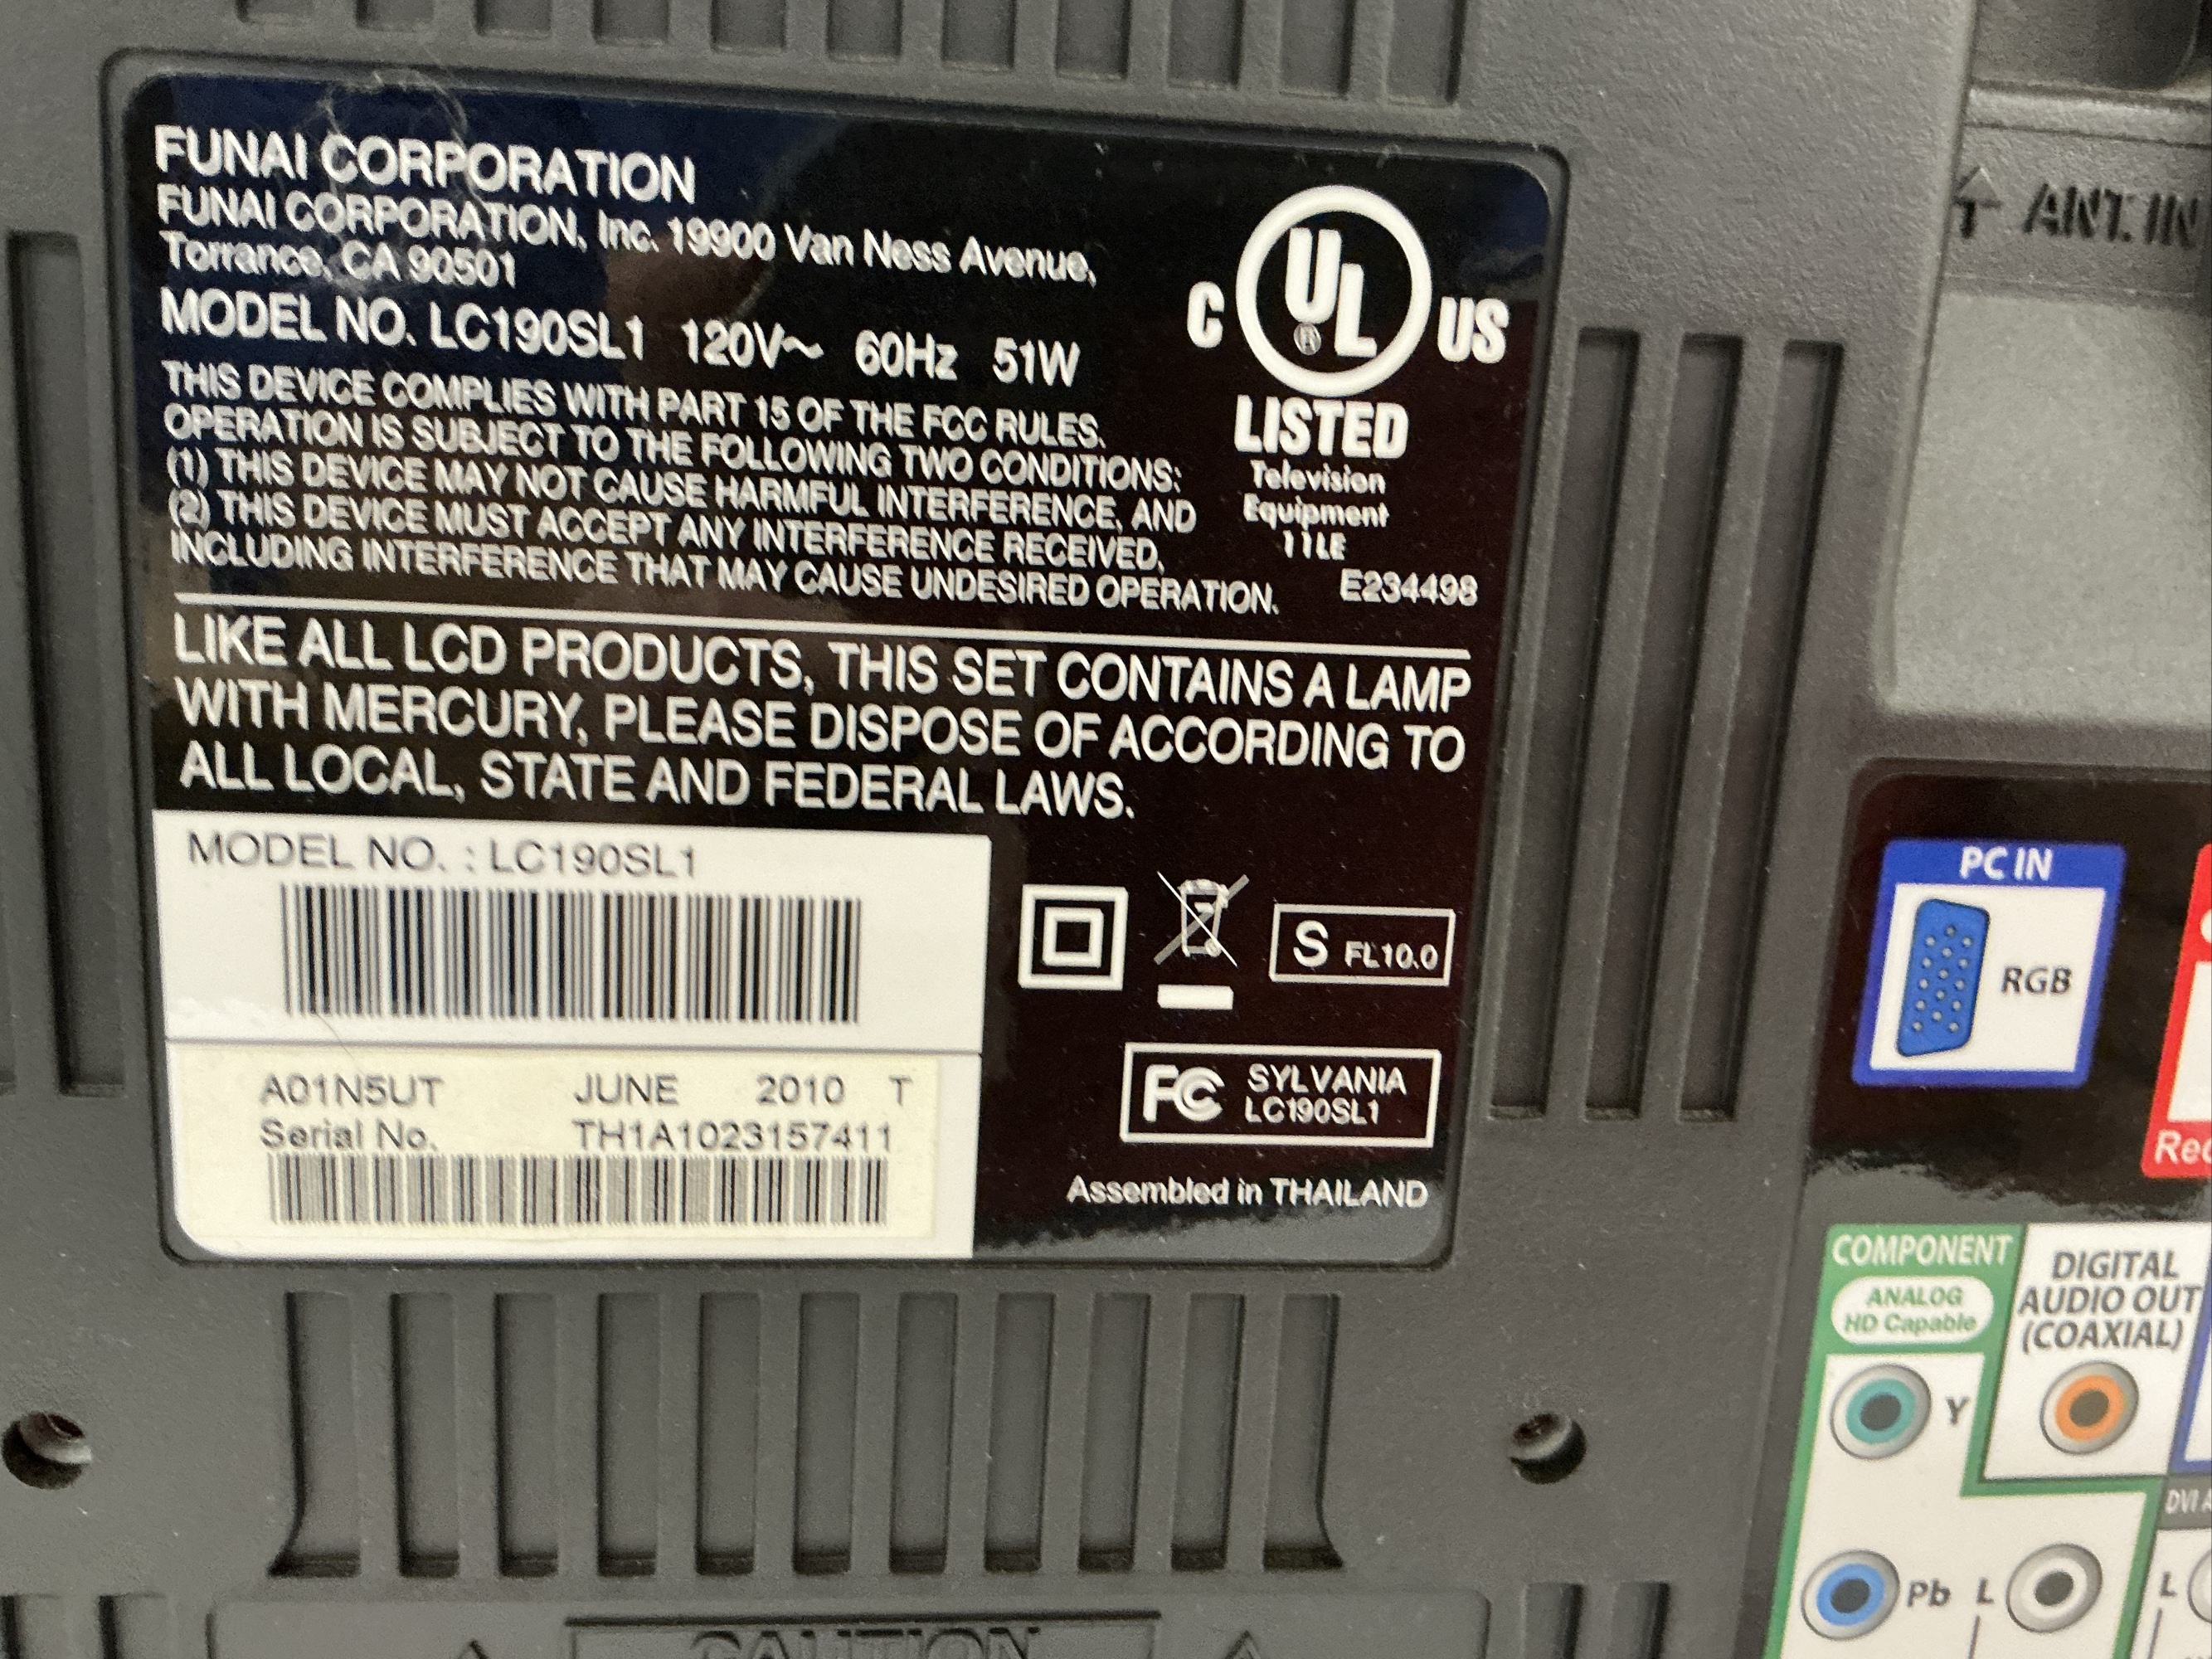 FUNAI CORPORATION
FUNAI CORPORATION, Inc. 19900 Van Ness Avenue,
Torrance, CA 90501
MODEL NO. LC190SL1 120V~ 60Hz 51W
THIS DEVICE COMPLIES WITH PART 15 OF THE FCC RULES.
OPERATION IS SUBJECT TO THE FOLLOWING TWO CONDITIONS:
(1) THIS DEVICE MAY NOT CAUSE HARMFUL INTERFERENCE, AND
(2) THIS DEVICE MUST ACCEPT ANY INTERFERENCE RECEIVED,
INCLUDING INTERFERENCE THAT MAY CAUSE UNDESIRED OPERATION.
C UL® US
LISTED
Television
Equipment
11LE
E234498
LIKE ALL LCD PRODUCTS, THIS SET CONTAINS A LAMP
WITH MERCURY, PLEASE DISPOSE OF ACCORDING TO
ALL LOCAL, STATE AND FEDERAL LAWS.
MODEL NO. : LC190SL1
A01N5UT JUNE 2010 T
Serial No. TH1A1023157411
S FL10.0
FC SYLVANIA
LC190SL1
Assembled in THAILAND
ANT. IN
PC IN
RGB
COMPONENT
ANALOG
HD Capable
Y
Pb L
DIGITAL
AUDIO OUT
(COAXIAL)
DVI
L
CAUTION